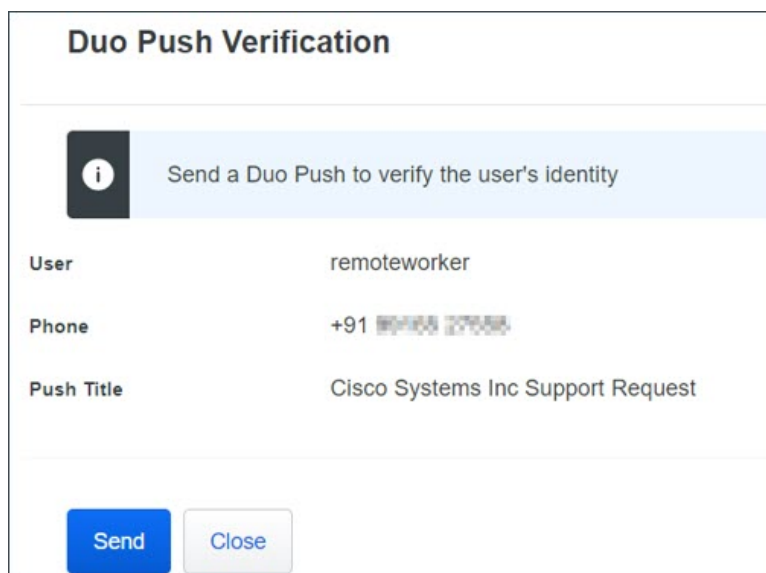 Duo Push Verification
Send a Duo Push to verify the user's identity
User remoteworker
Phone +91
Push Title Cisco Systems Inc Support Request
Send Close